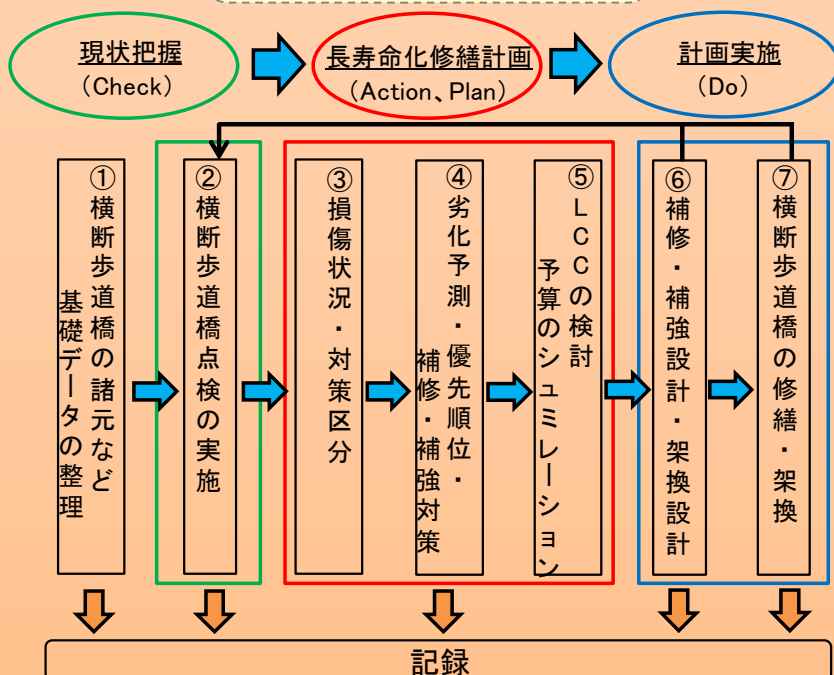 現状把握
（Check）
長寿命化修繕計画
（Action、Plan）
計画実施
（Do）
①横断歩道橋の諸元など
基礎データの整理
②横断歩道橋点検の実施
③損傷状況・対策区分
④劣化予測・優先順位・
補修・補強対策
⑤LCCの検討
予算のシュミレーション
⑥補修・補強設計・架換設計
⑦横断歩道橋の修繕・架換
記録